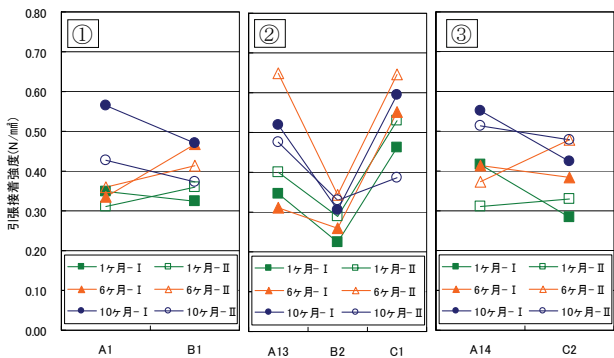 0.80
0.70
0.60
0.50
0.40
0.30
0.20
0.10
0.00
引張接着強度(N/㎟)
①
1ヶ月-Ⅰ 1ヶ月-Ⅱ
6ヶ月-Ⅰ 6ヶ月-Ⅱ
10ヶ月-Ⅰ 10ヶ月-Ⅱ
A1 B1
②
1ヶ月-Ⅰ 1ヶ月-Ⅱ
6ヶ月-Ⅰ 6ヶ月-Ⅱ
10ヶ月-Ⅰ 10ヶ月-Ⅱ
A13 B2 C1
③
1ヶ月-Ⅰ 1ヶ月-Ⅱ
6ヶ月-Ⅰ 6ヶ月-Ⅱ
10ヶ月-Ⅰ 10ヶ月-Ⅱ
A14 C2